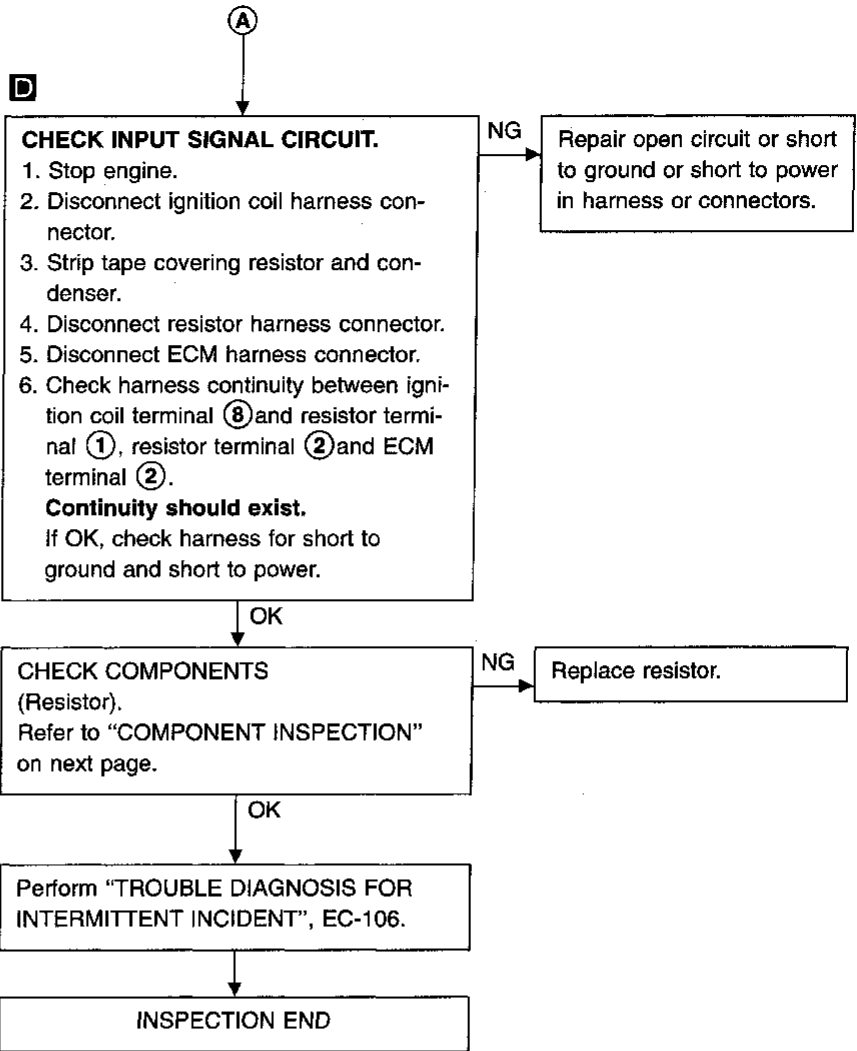 Ⓐ
D
CHECK INPUT SIGNAL CIRCUIT.
1. Stop engine.
2. Disconnect ignition coil harness con-
nector.
3. Strip tape covering resistor and con-
denser.
4. Disconnect resistor harness connector.
5. Disconnect ECM harness connector.
6. Check harness continuity between igni-
tion coil terminal ⑧and resistor termi-
nal ①, resistor terminal ②and ECM
terminal ②.
Continuity should exist.
If OK, check harness for short to
ground and short to power.
NG
Repair open circuit or short
to ground or short to power
in harness or connectors.
OK
CHECK COMPONENTS
(Resistor).
Refer to “COMPONENT INSPECTION”
on next page.
NG
Replace resistor.
OK
Perform “TROUBLE DIAGNOSIS FOR
INTERMITTENT INCIDENT”, EC-106.
INSPECTION END